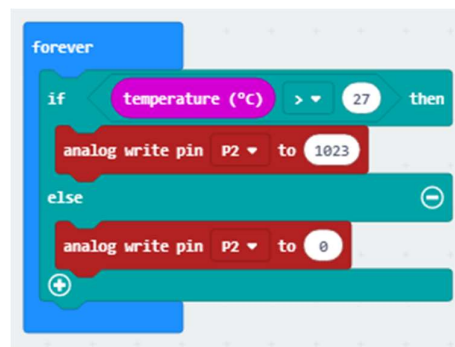 forever
if temperature (°C) > 27 then
analog write pin P2 to 1023
else
analog write pin P2 to 0